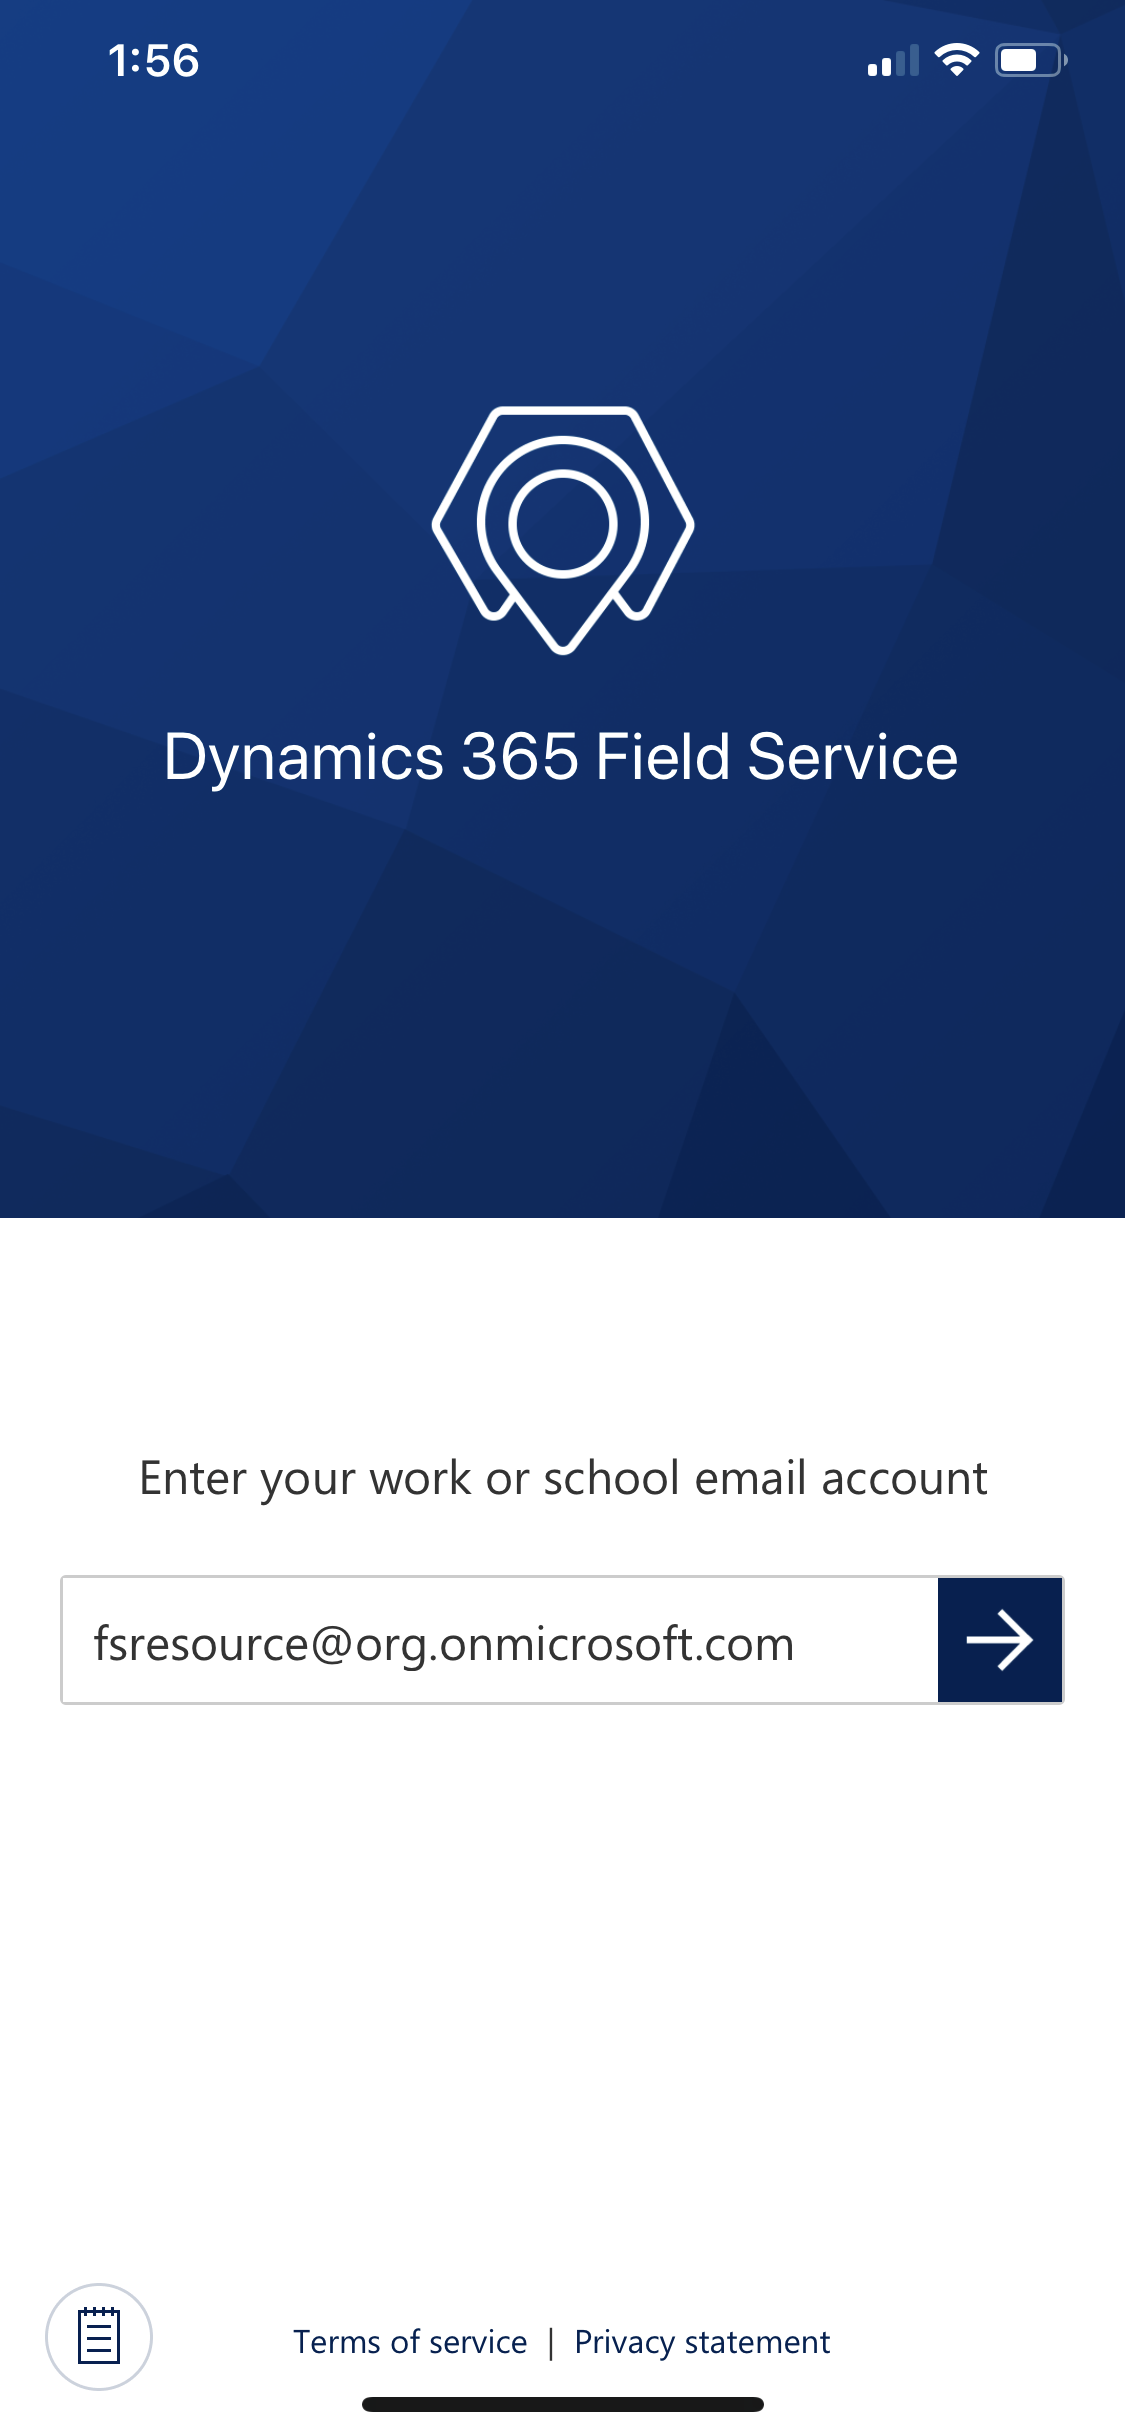 1:56
Dynamics 365 Field Service
Enter your work or school email account
fsresource@org.onmicrosoft.com
Terms of service | Privacy statement